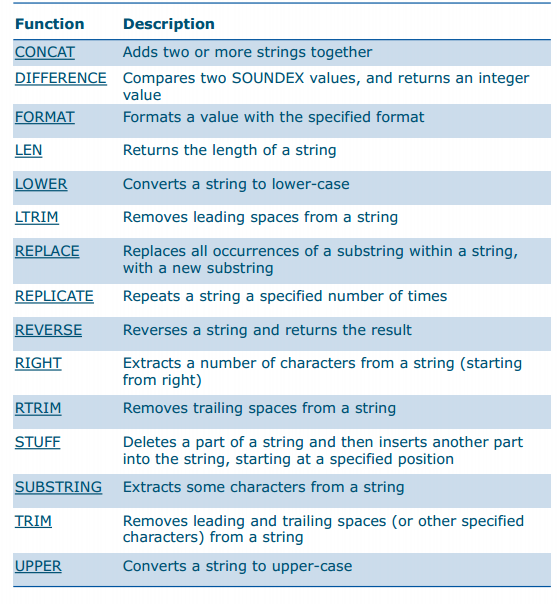 Function Description
CONCAT Adds two or more strings together
DIFFERENCE Compares two SOUNDEX values, and returns an integer
value
FORMAT Formats a value with the specified format
LEN Returns the length of a string
LOWER Converts a string to lower-case
LTRIM Removes leading spaces from a string
REPLACE Replaces all occurrences of a substring within a string,
with a new substring
REPLICATE Repeats a string a specified number of times
REVERSE Reverses a string and returns the result
RIGHT Extracts a number of characters from a string (starting
from right)
RTRIM Removes trailing spaces from a string
STUFF Deletes a part of a string and then inserts another part
into the string, starting at a specified position
SUBSTRING Extracts some characters from a string
TRIM Removes leading and trailing spaces (or other specified
characters) from a string
UPPER Converts a string to upper-case